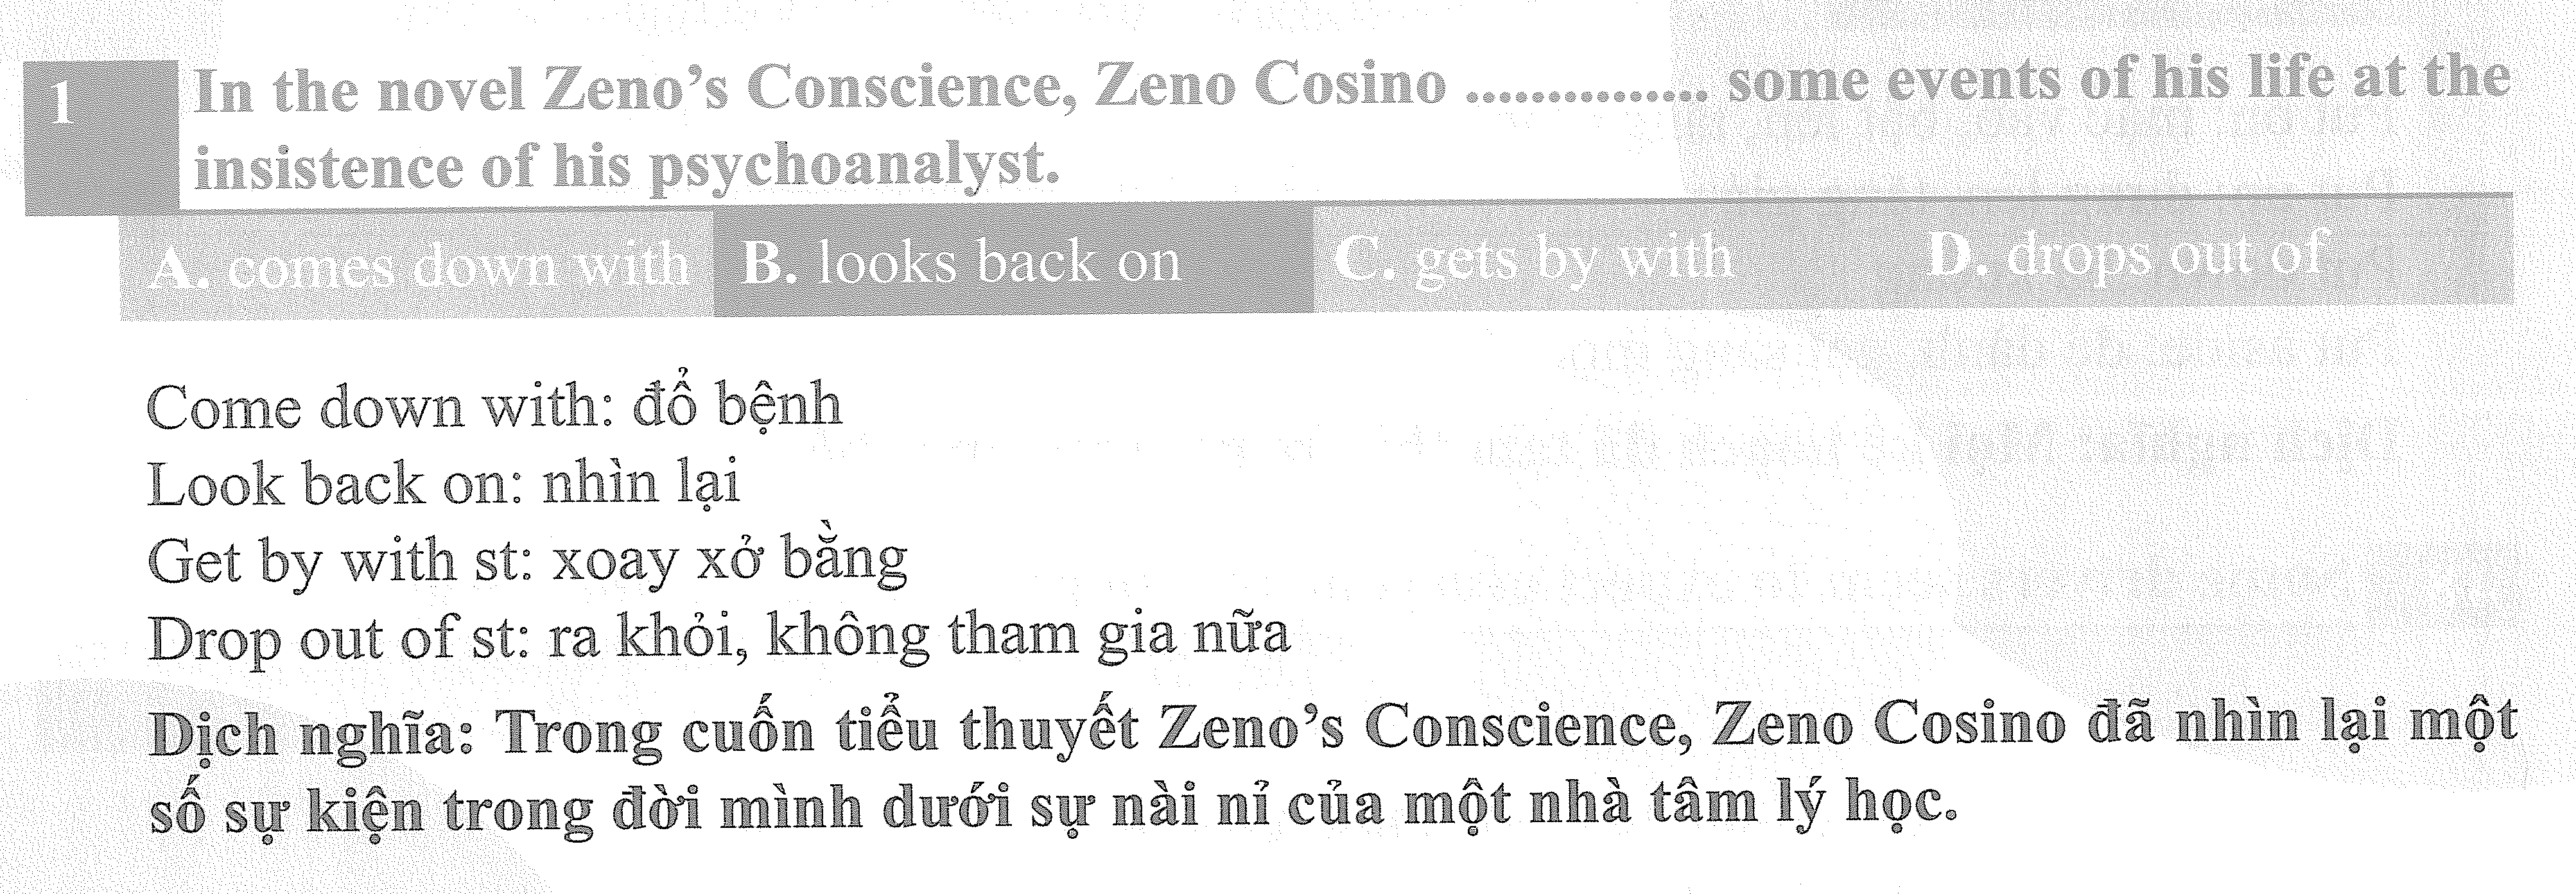 1 In the novel Zeno's Conscience, Zeno Cosino .............. some events of his life at the
insistence of his psychoanalyst.
A. comes down with B. looks back on C. gets by with D. drops out of
Come down with: đổ bệnh
Look back on: nhìn lại
Get by with st: xoay xở bằng
Drop out of st: ra khỏi, không tham gia nữa
Dịch nghĩa: Trong cuốn tiểu thuyết Zeno's Conscience, Zeno Cosino đã nhìn lại một
số sự kiện trong đời mình dưới sự nài nỉ của một nhà tâm lý học.